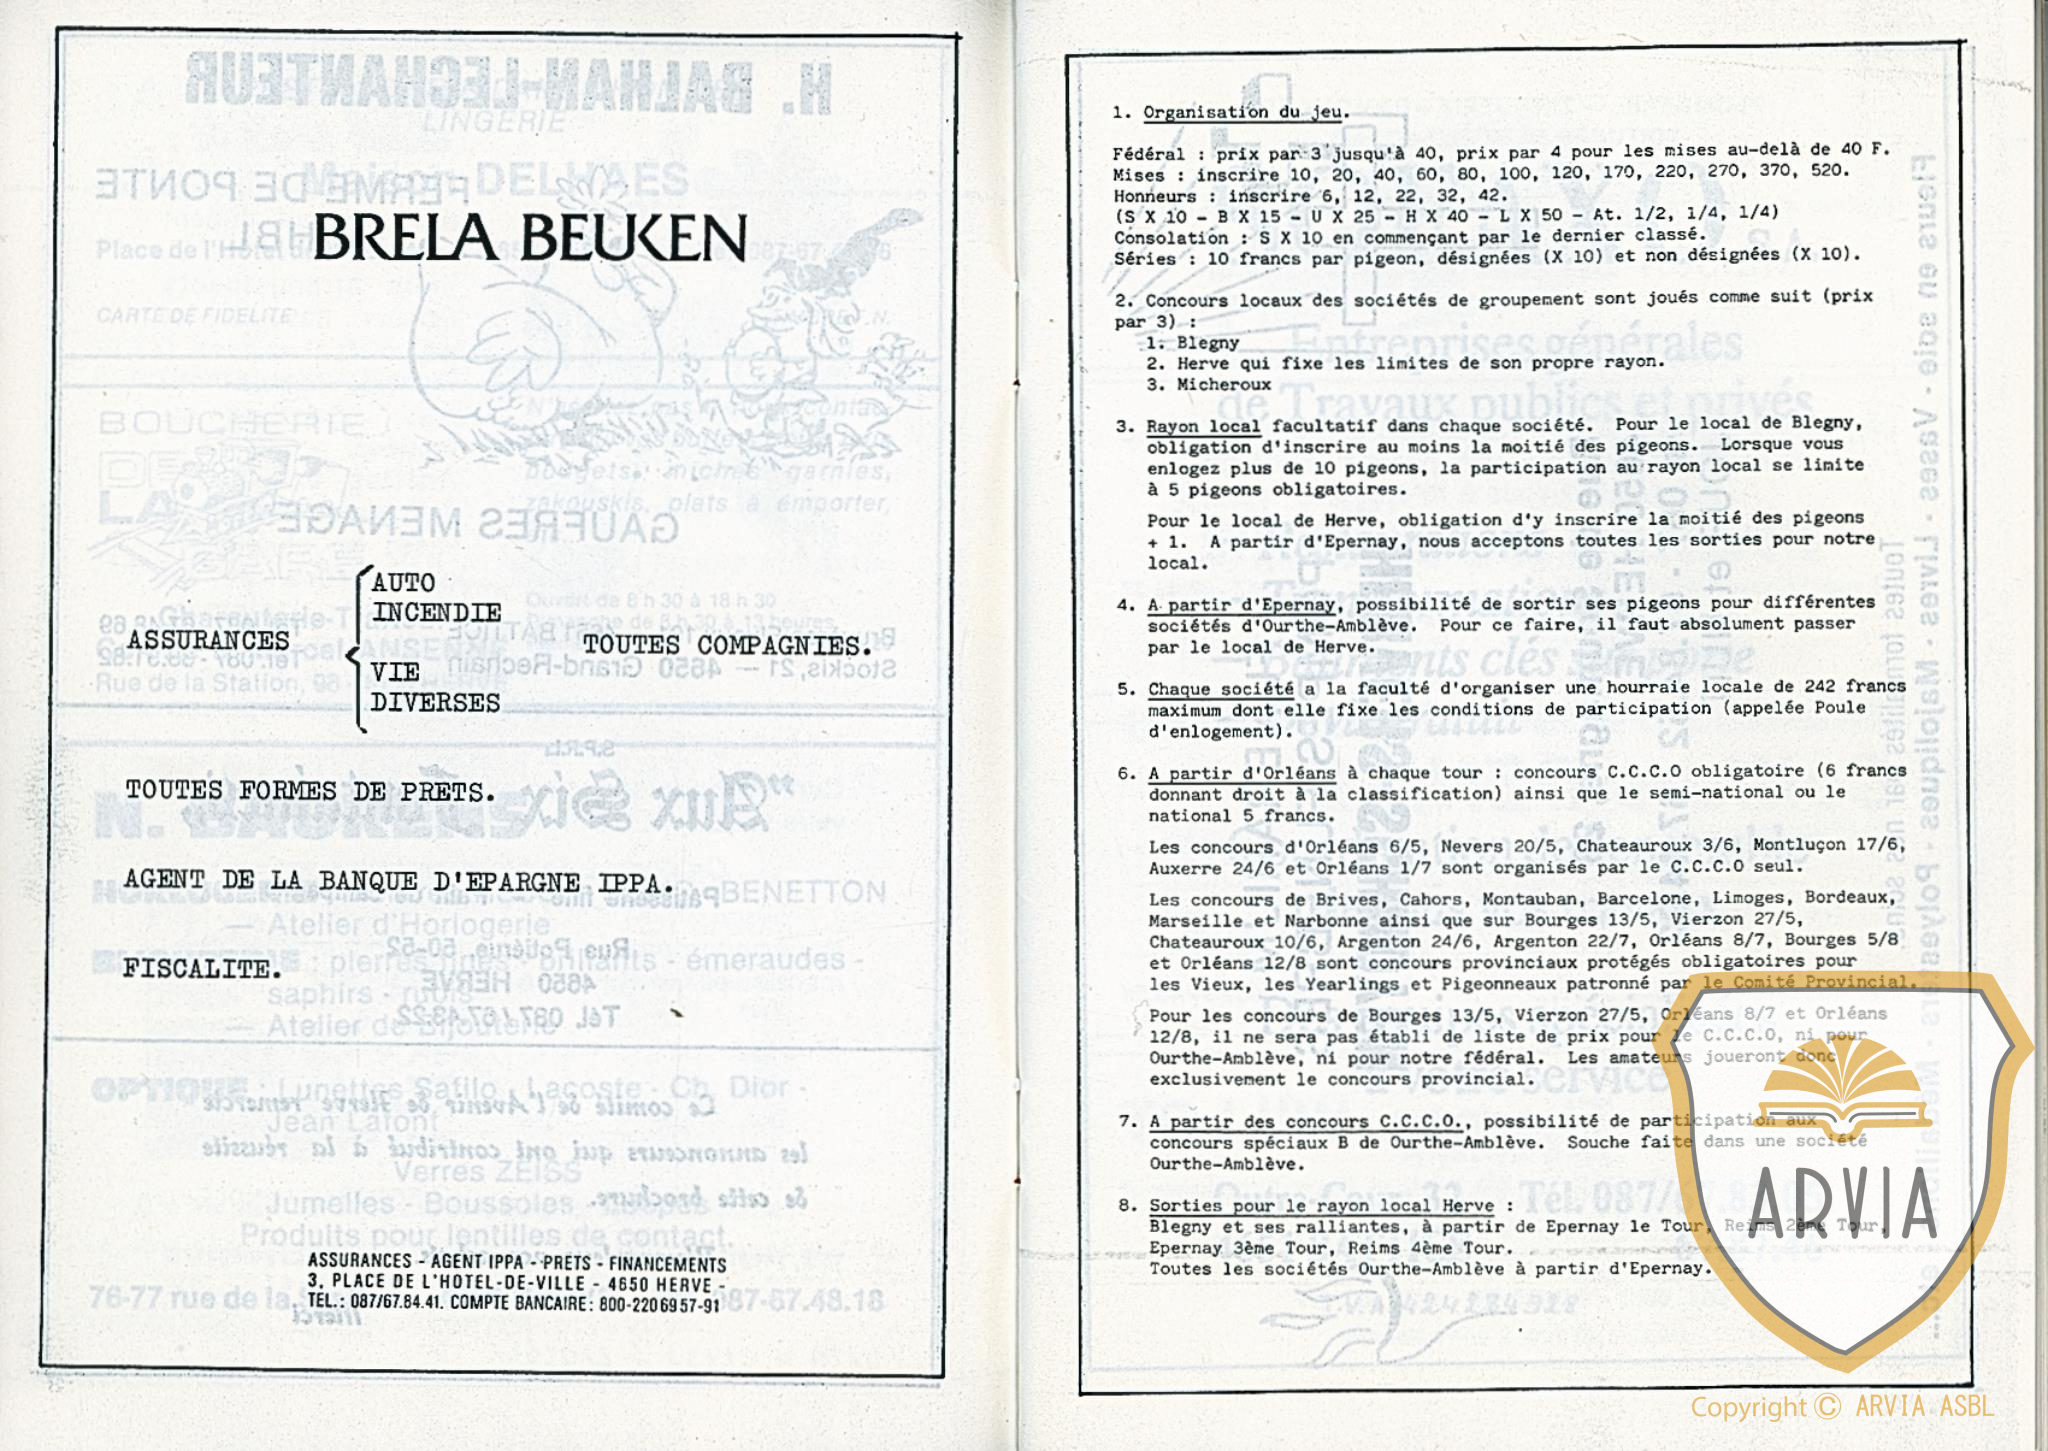 BRELA BEUKEN
ASSURANCES
AUTO
INCENDIE
VIE
DIVERSES
TOUTES COMPAGNIES.
TOUTES FORMES DE PRETS.
AGENT DE LA BANQUE D'EPARGNE IPPA.
FISCALITE.
ASSURANCES - AGENT IPPA - PRETS - FINANCEMENTS
3, PLACE DE L'HOTEL-DE-VILLE - 4650 HERVE -
TEL.: 087/67.84.41. COMPTE BANCAIRE: 800-2206957-91
1. Organisation du jeu.
Fédéral : prix par 3 jusqu'à 40, prix par 4 pour les mises au-delà de 40 F.
Mises : inscrire 10, 20, 40, 60, 80, 100, 120, 170, 220, 270, 370, 520.
Honneurs : inscrire 6, 12, 22, 32, 42.
(S X 10 - B X 15 - U X 25 - H X 40 - L X 50 - At. 1/2, 1/4, 1/4)
Consolation : S X 10 en commençant par le dernier classé.
Séries : 10 francs par pigeon, désignées (X 10) et non désignées (X 10).
2. Concours locaux des sociétés de groupement sont joués comme suit (prix
par 3) :
1. Blegny
2. Herve qui fixe les limites de son propre rayon.
3. Micheroux
3. Rayon local facultatif dans chaque société. Pour le local de Blegny,
obligation d'inscrire au moins la moitié des pigeons. Lorsque vous
enlogez plus de 10 pigeons, la participation au rayon local se limite
à 5 pigeons obligatoires.
Pour le local de Herve, obligation d'y inscrire la moitié des pigeons
+ 1. A partir d'Epernay, nous acceptons toutes les sorties pour notre
local.
4. A partir d'Epernay, possibilité de sortir ses pigeons pour différentes
sociétés d'Ourthe-Amblève. Pour ce faire, il faut absolument passer
par le local de Herve.
5. Chaque société a la faculté d'organiser une hourraie locale de 242 francs
maximum dont elle fixe les conditions de participation (appelée Poule
d'enlogement).
6. A partir d'Orléans à chaque tour : concours C.C.C.O obligatoire (6 francs
donnant droit à la classification) ainsi que le semi-national ou le
national 5 francs.
Les concours d'Orléans 6/5, Nevers 20/5, Chateauroux 3/6, Montluçon 17/6,
Auxerre 24/6 et Orléans 1/7 sont organisés par le C.C.C.O seul.
Les concours de Brives, Cahors, Montauban, Barcelone, Limoges, Bordeaux,
Marseille et Narbonne ainsi que sur Bourges 13/5, Vierzon 27/5,
Chateauroux 10/6, Argenton 24/6, Argenton 22/7, Orléans 8/7, Bourges 5/8
et Orléans 12/8 sont concours provinciaux protégés obligatoires pour
les Vieux, les Yearlings et Pigeonneaux patronné par le Comité Provincial.
Pour les concours de Bourges 13/5, Vierzon 27/5, Orléans 8/7 et Orléans
12/8, il ne sera pas établi de liste de prix pour le C.C.C.O, ni pour
Ourthe-Amblève, ni pour notre fédéral. Les amateurs joueront donc
exclusivement le concours provincial.
7. A partir des concours C.C.C.O., possibilité de participation aux
concours spéciaux B de Ourthe-Amblève. Souche faite dans une société
Ourthe-Amblève.
8. Sorties pour le rayon local Herve :
Blegny et ses ralliantes, à partir de Epernay le Tour, Reims 2ème Tour,
Epernay 3ème Tour, Reims 4ème Tour.
Toutes les sociétés Ourthe-Amblève à partir d'Epernay.
ARVIA
Copyright © ARVIA ASBL